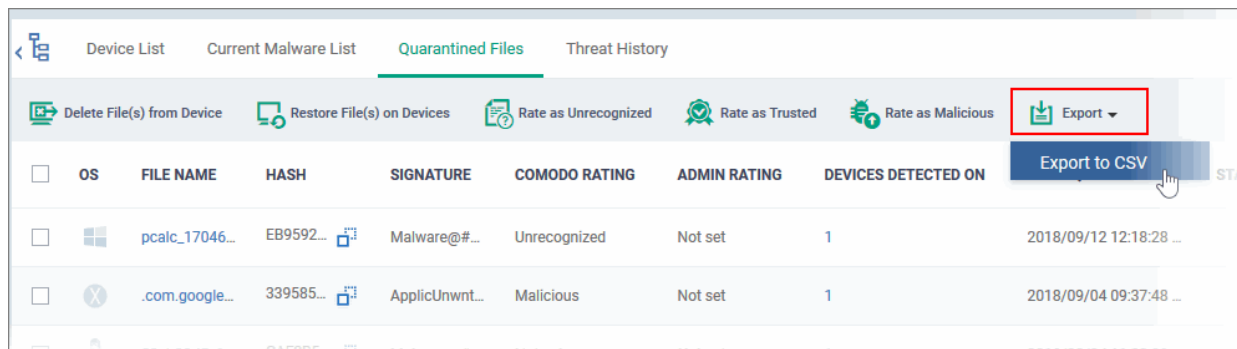 Device List Current Malware List Quarantined Files Threat History
Delete File(s) from Device Restore File(s) on Devices Rate as Unrecognized Rate as Trusted Rate as Malicious Export
Export to CSV
OS FILE NAME HASH SIGNATURE COMODO RATING ADMIN RATING DEVICES DETECTED ON
pcalc_17046... EB9592... Malware@#... Unrecognized Not set 1 2018/09/12 12:18:28 ...
.com.google... 339585... ApplicUnwnt... Malicious Not set 1 2018/09/04 09:37:48 ...